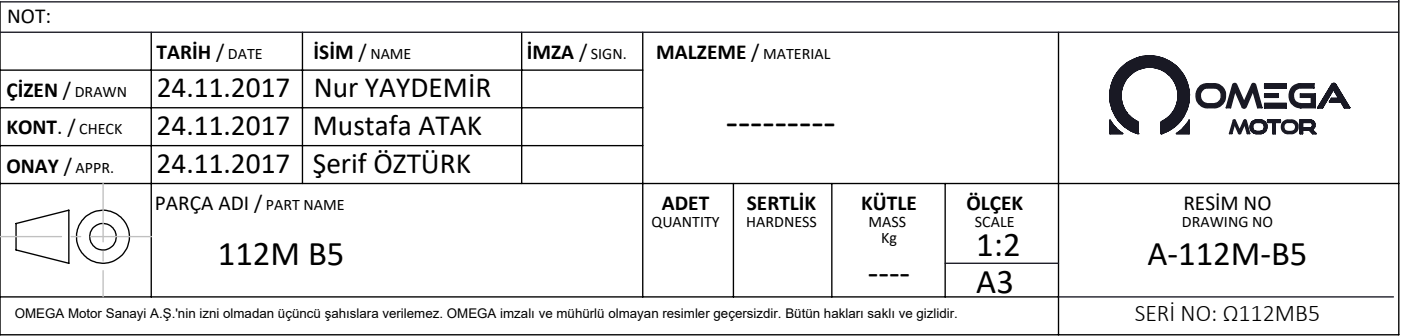 NOT:
TARİH / DATE İSİM / NAME İMZA / SIGN. MALZEME / MATERIAL
ÇİZEN / DRAWN 24.11.2017 Nur YAYDEMİR
KONT. / CHECK 24.11.2017 Mustafa ATAK ---------
ONAY / APPR. 24.11.2017 Şerif ÖZTÜRK
OMEGA
MOTOR
PARÇA ADI / PART NAME
112M B5
ADET
QUANTITY
SERTLİK
HARDNESS
KÜTLE
MASS
Kg
----
ÖLÇEK
SCALE
1:2
A3
RESİM NO
DRAWING NO
A-112M-B5
OMEGA Motor Sanayi A.Ş.'nin izni olmadan üçüncü şahıslara verilemez. OMEGA imzalı ve mühürlü olmayan resimler geçersizdir. Bütün hakları saklı ve gizlidir.
SERİ NO: Ω112MB5